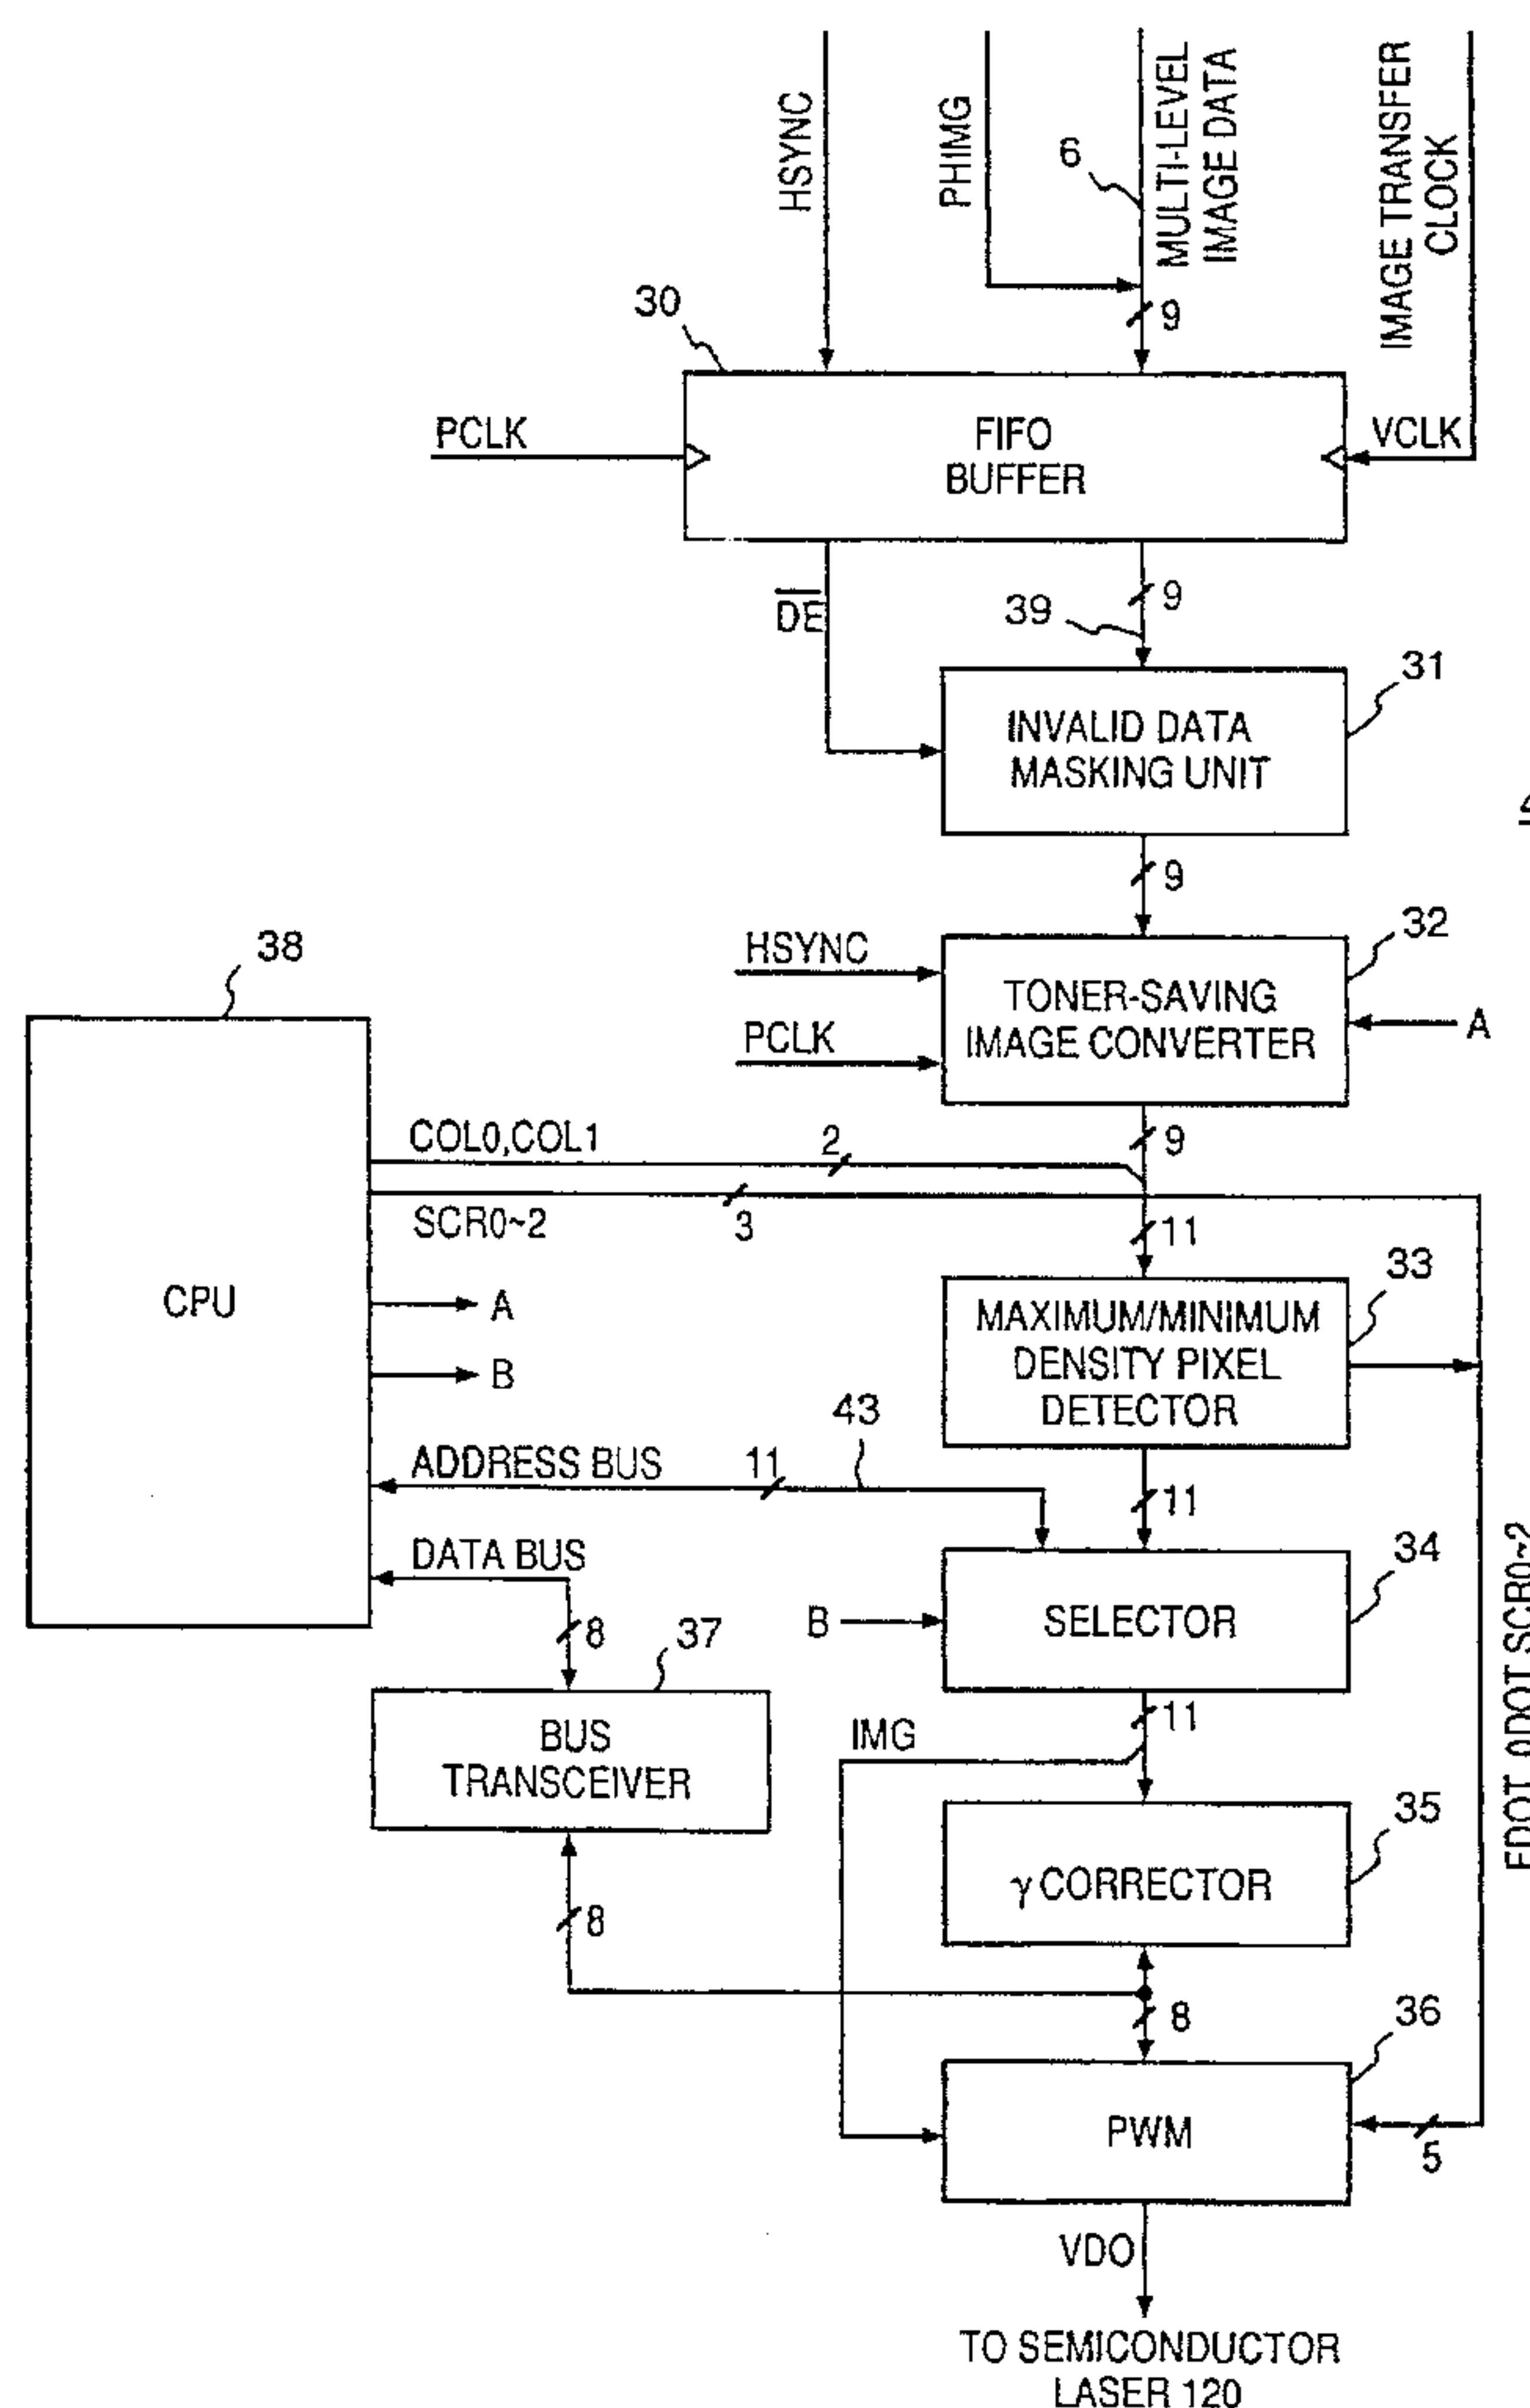 HSYNC
PHIMG
6
MULTI-LEVEL
IMAGE DATA
IMAGE TRANSFER
CLOCK
9
30
PCLK
FIFO
BUFFER
VCLK
DE
39
9
31
INVALID DATA
MASKING UNIT
9
32
HSYNC
PCLK
TONER-SAVING
IMAGE CONVERTER
A
38
CPU
COL0,COL1
2
9
SCR0~2
3
11
A
B
33
MAXIMUM/MINIMUM
DENSITY PIXEL
DETECTOR
43
ADDRESS BUS
11
11
DATA BUS
8
34
B
SELECTOR
37
BUS
TRANSCEIVER
11
IMG
35
γ CORRECTOR
8
8
36
PWM
5
VDO
TO SEMICONDUCTOR
LASER 120